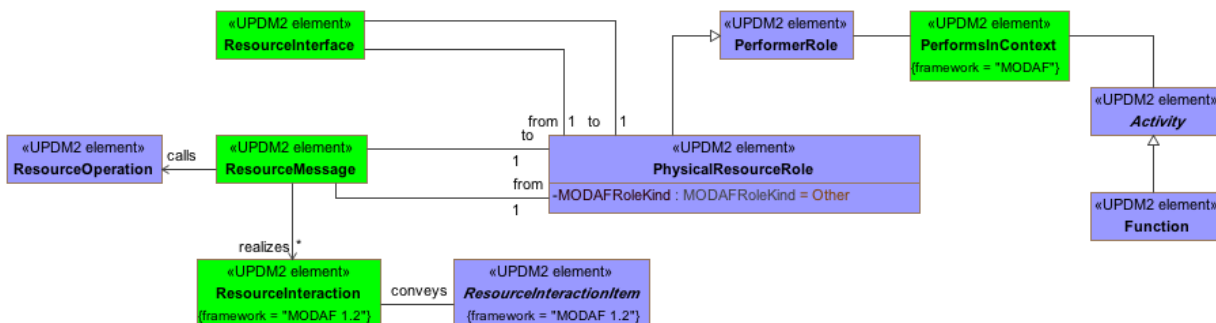 «UPDM2 element»
ResourceInterface
«UPDM2 element»
PerformerRole
«UPDM2 element»
PerformsInContext
{framework = "MODAF"}
«UPDM2 element»
Activity
from 1 to 1
to
1
«UPDM2 element»
ResourceOperation
calls
«UPDM2 element»
ResourceMessage
«UPDM2 element»
PhysicalResourceRole
-MODAFRoleKind : MODAFRoleKind = Other
from
1
«UPDM2 element»
Function
realizes *
«UPDM2 element»
ResourceInteraction
{framework = "MODAF 1.2"}
conveys
«UPDM2 element»
ResourceInteractionItem
{framework = "MODAF 1.2"}